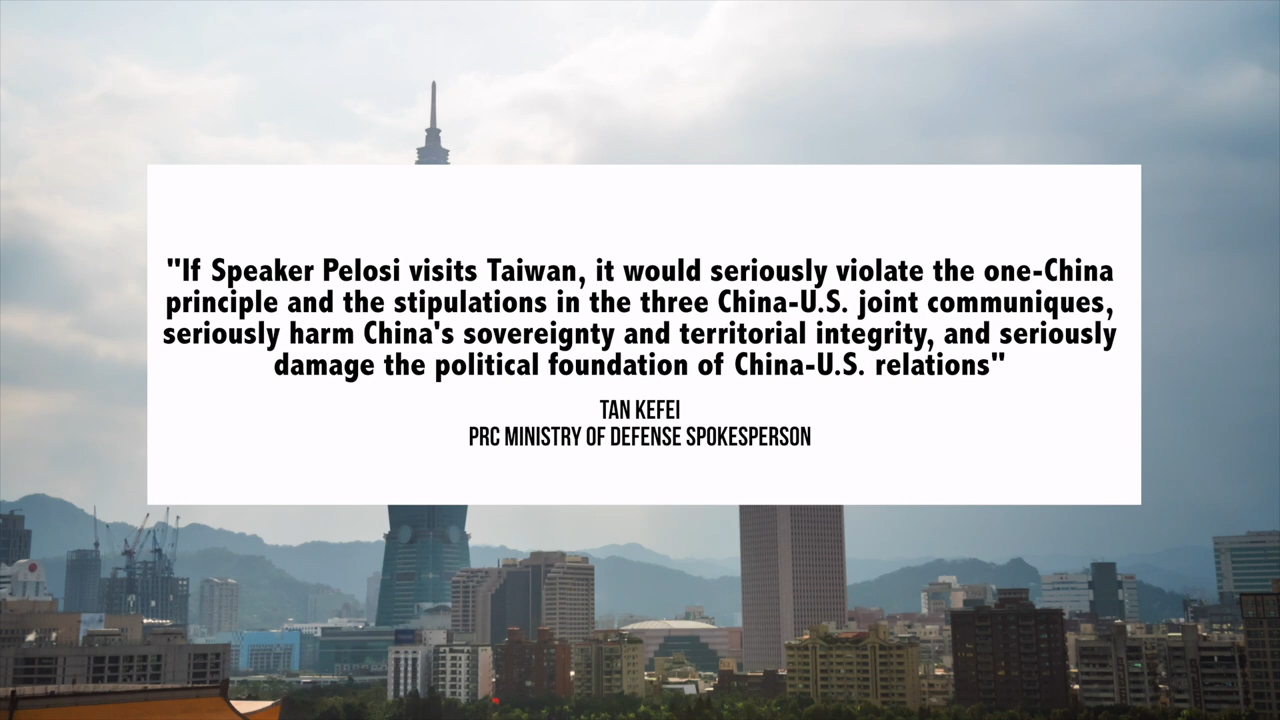 "If Speaker Pelosi visits Taiwan, it would seriously violate the one-China
principle and the stipulations in the three China-U.S. joint communiques,
seriously harm China's sovereignty and territorial integrity, and seriously
damage the political foundation of China-U.S. relations"
TAN KEFEI
PRC MINISTRY OF DEFENSE SPOKESPERSON